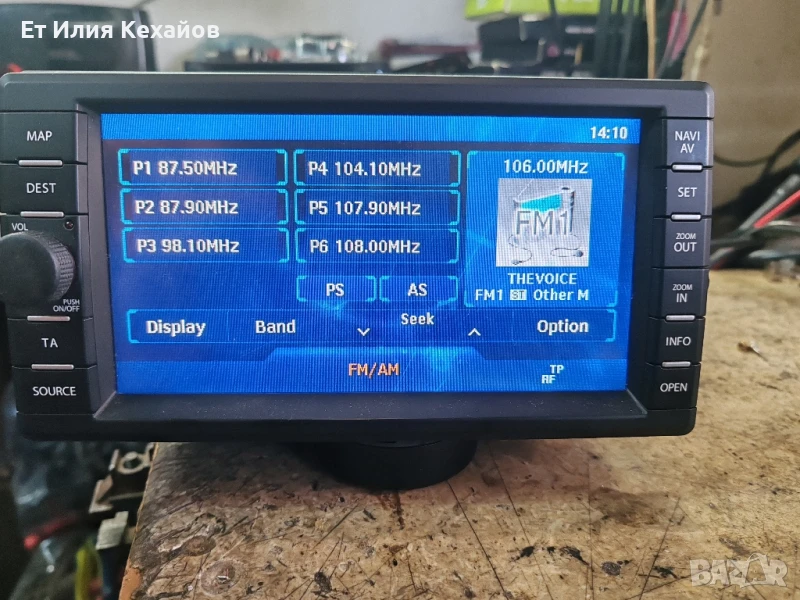 Ет Илия Кехайов
MAP
DEST
VOL
PUSH
ON/OFF
TA
SOURCE
14:10
P1 87.50MHz
P4 104.10MHz
P2 87.90MHz
P5 107.90MHz
P3 98.10MHz
P6 108.00MHz
PS
AS
106.00MHz
FM1
THEVOICE
FM1 ST Other M
Display
Band
Seek
Option
FM/AM
TP
RF
NAVI
AV
SET
ZOOM
OUT
ZOOM
IN
INFO
OPEN
BAZAR